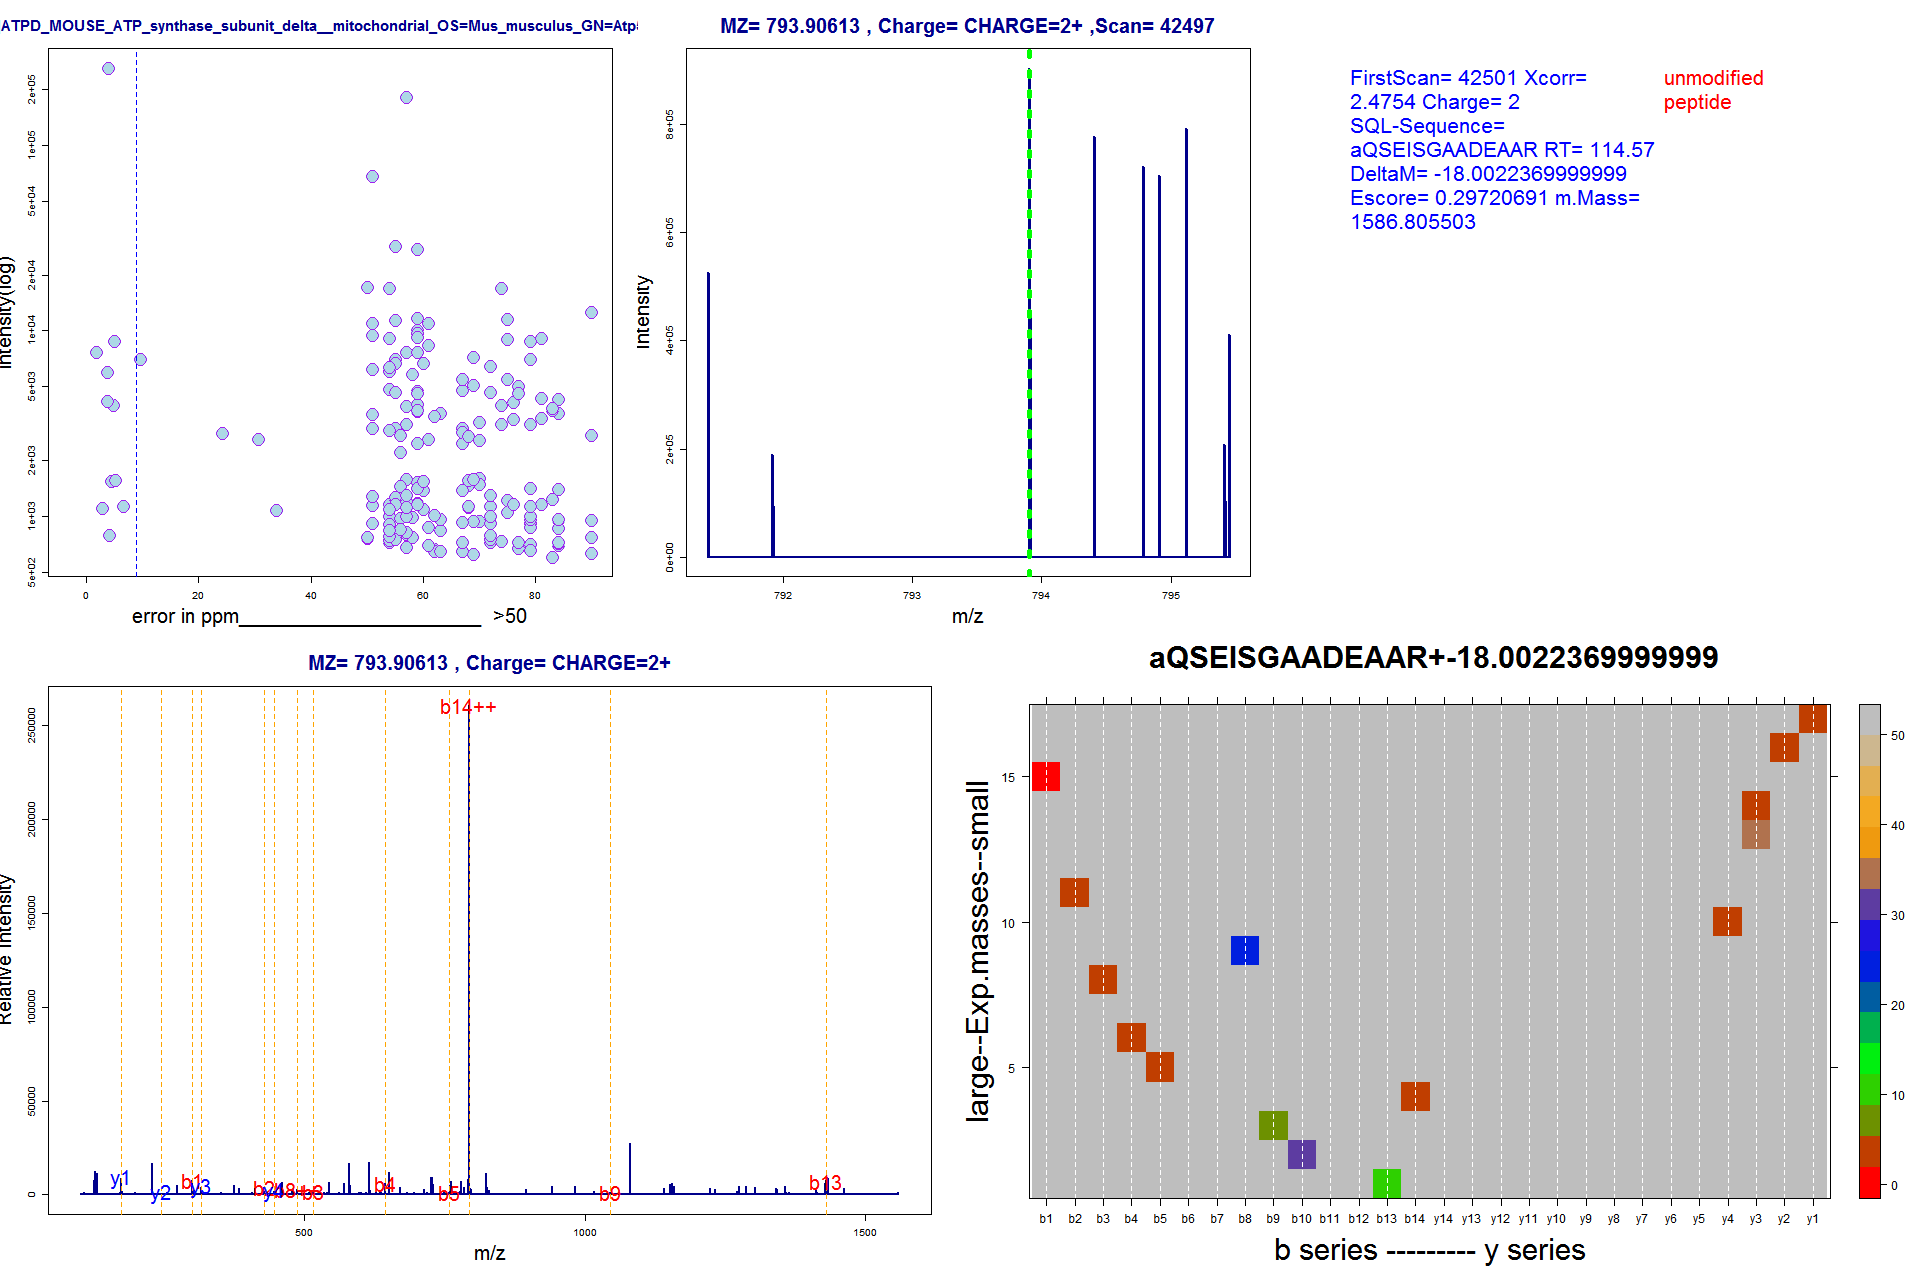 ATPD_MOUSE_ATP_synthase_subunit_delta__mitochondrial_OS=Mus_musculus_GN=Atp
Intensity(log)
5e+02 1e+03 2e+03 5e+03 1e+04 2e+04 5e+04 1e+05 2e+05
0 20 40 60 80
error in ppm______________________ >50
MZ= 793.90613 , Charge= CHARGE=2+ ,Scan= 42497
Intensity
0e+00 2e+05 4e+05 6e+05 8e+05
792 793 794 795
m/z
FirstScan= 42501 Xcorr=
2.4754 Charge= 2
SQL-Sequence=
aQSEISGAADEAAR RT= 114.57
DeltaM= -18.0022369999999
Escore= 0.29720691 m.Mass=
1586.805503
unmodified
peptide
MZ= 793.90613 , Charge= CHARGE=2+
Relative Intensity
0 50000 100000 150000 200000 250000
b14++
y1 y2 b1 y3 b2 y4 b8+ b3 b4 b5 b9 b13
500 1000 1500
m/z
aQSEISGAADEAAR+-18.0022369999999
large--Exp.masses--small
5 10 15
b1 b2 b3 b4 b5 b6 b7 b8 b9 b10 b11 b12 b13 b14 y14 y13 y12 y11 y10 y9 y8 y7 y6 y5 y4 y3 y2 y1
b series --------- y series
0 10 20 30 40 50